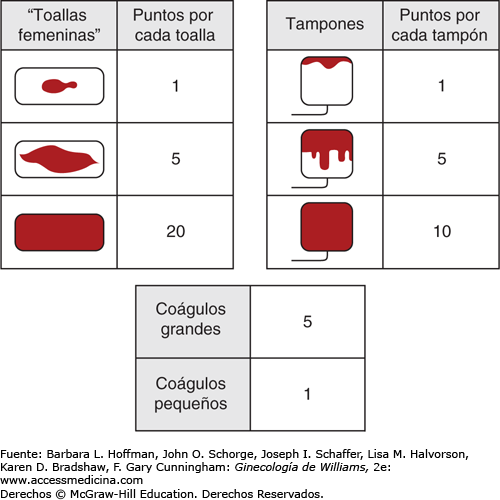 “Toallas
femeninas”
Puntos por
cada toalla
1
5
20
Tampones
Puntos por
cada tampón
1
5
10
Coágulos
grandes
5
Coágulos
pequeños
1
Fuente: Barbara L. Hoffman, John O. Schorge, Joseph I. Schaffer, Lisa M. Halvorson,
Karen D. Bradshaw, F. Gary Cunningham: Ginecología de Williams, 2e:
www.accessmedicina.com
Derechos © McGraw-Hill Education. Derechos Reservados.